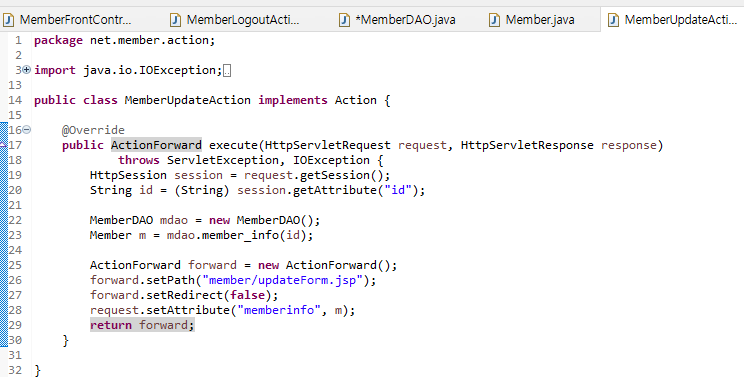 MemberFrontContr... MemberLogoutActi... *MemberDAO.java Member.java MemberUpdateActi...
1 package net.member.action;
2
3 import java.io.IOException;
13
14 public class MemberUpdateAction implements Action {
15
16 @Override
17 public ActionForward execute(HttpServletRequest request, HttpServletResponse response)
18 throws ServletException, IOException {
19 HttpSession session = request.getSession();
20 String id = (String) session.getAttribute("id");
21
22 MemberDAO mdao = new MemberDAO();
23 Member m = mdao.member_info(id);
24
25 ActionForward forward = new ActionForward();
26 forward.setPath("member/updateForm.jsp");
27 forward.setRedirect(false);
28 request.setAttribute("memberinfo", m);
29 return forward;
30 }
31
32 }